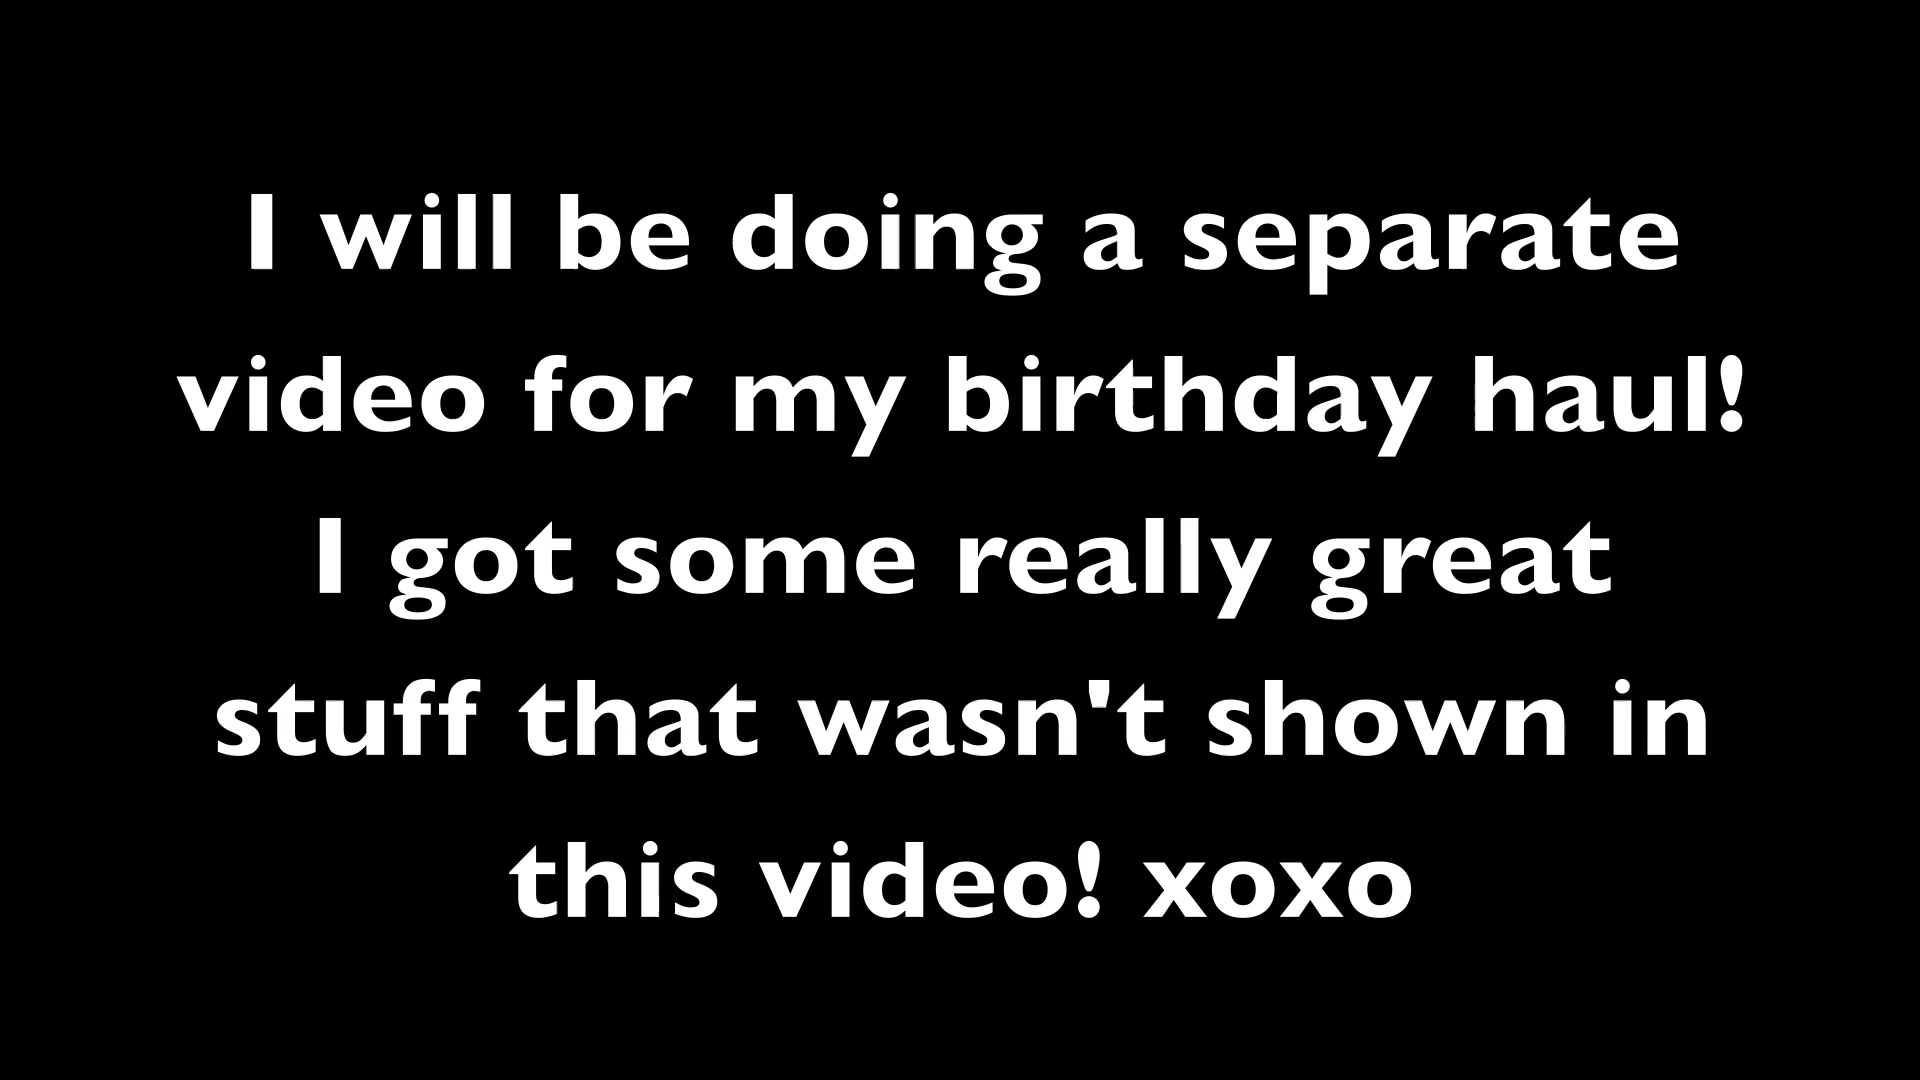 I will be doing a separate
video for my birthday haul!
I got some really great
stuff that wasn't shown in
this video! xoxo